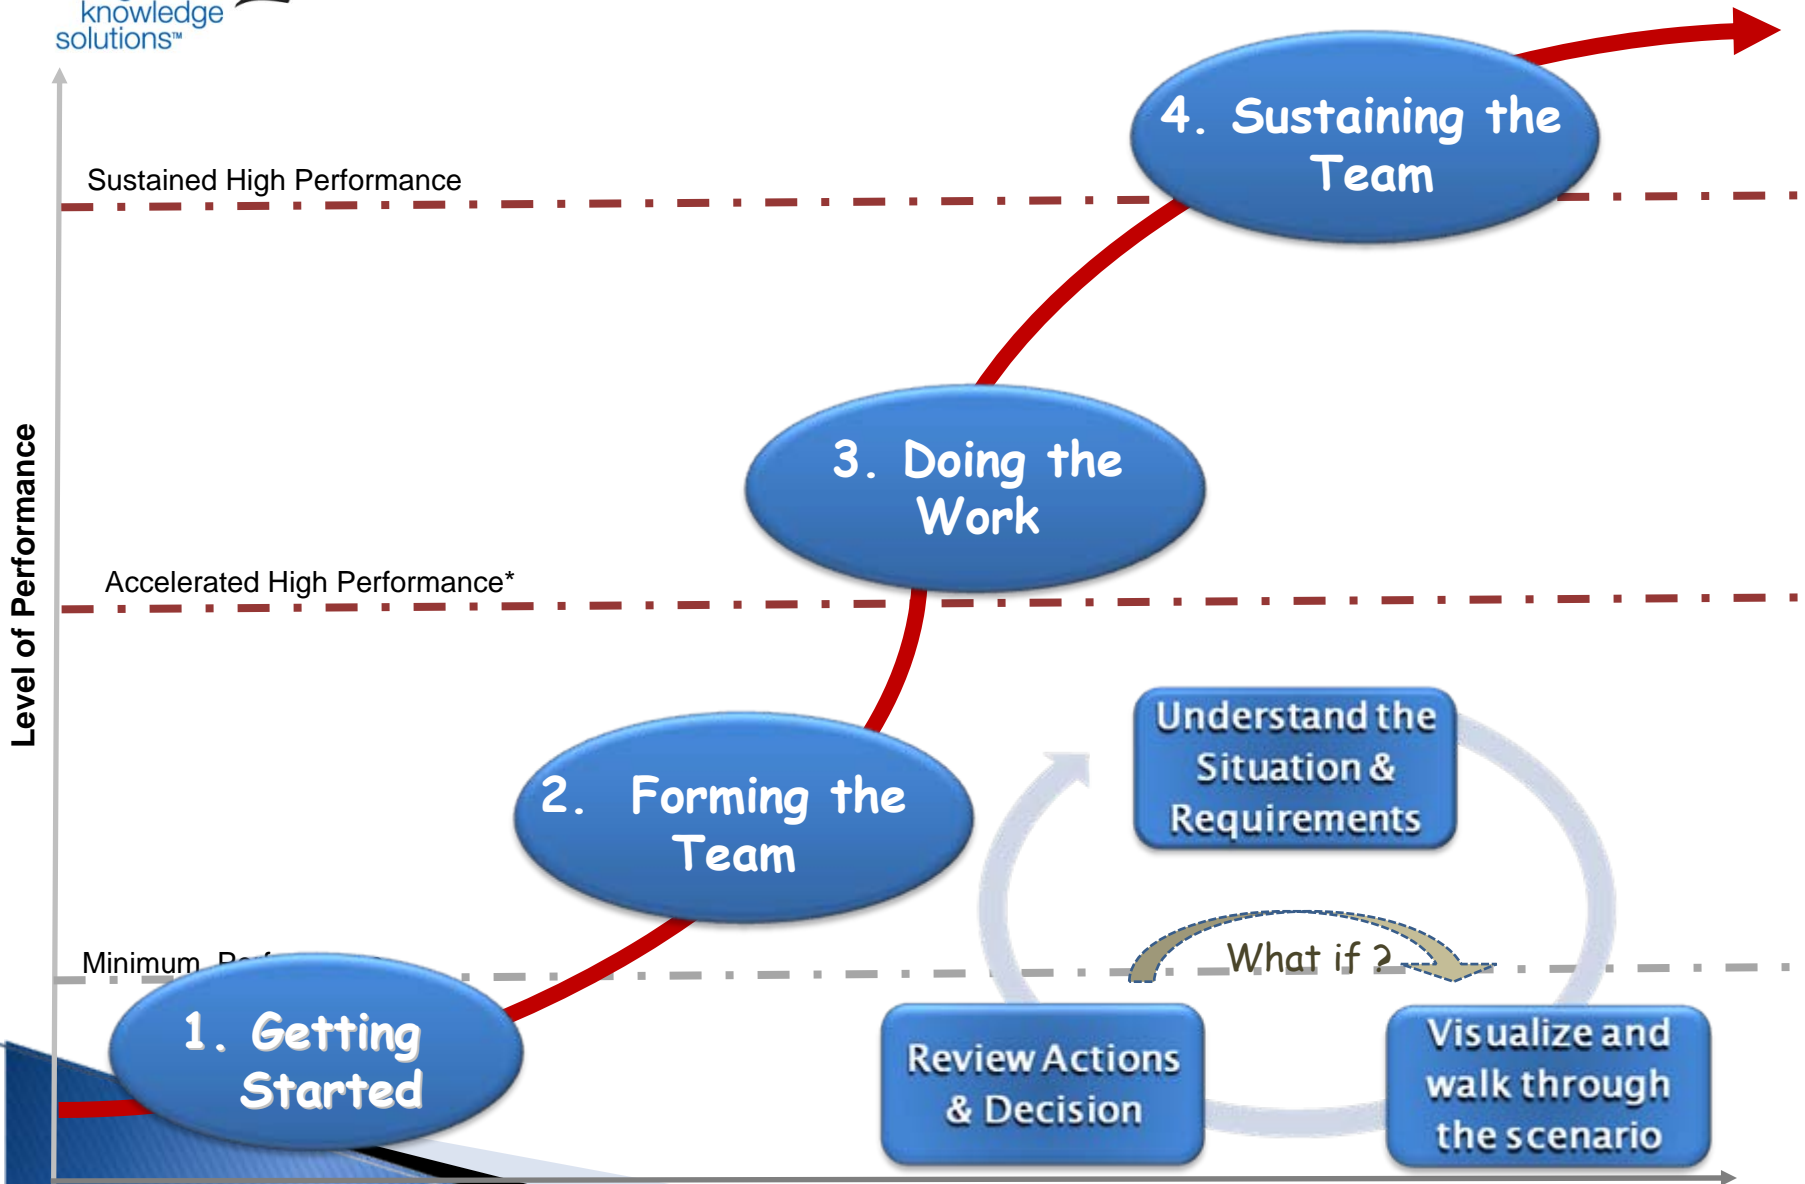 knowledge
solutions™
4. Sustaining the
Team
Sustained High Performance
3. Doing the
Work
Level of Performance
Accelerated High Performance*
Understand the
Situation &
Requirements
2. Forming the
Team
What if ?
Minimum
1. Getting
Started
Review Actions
& Decision
Visualize and
walk through
the scenario